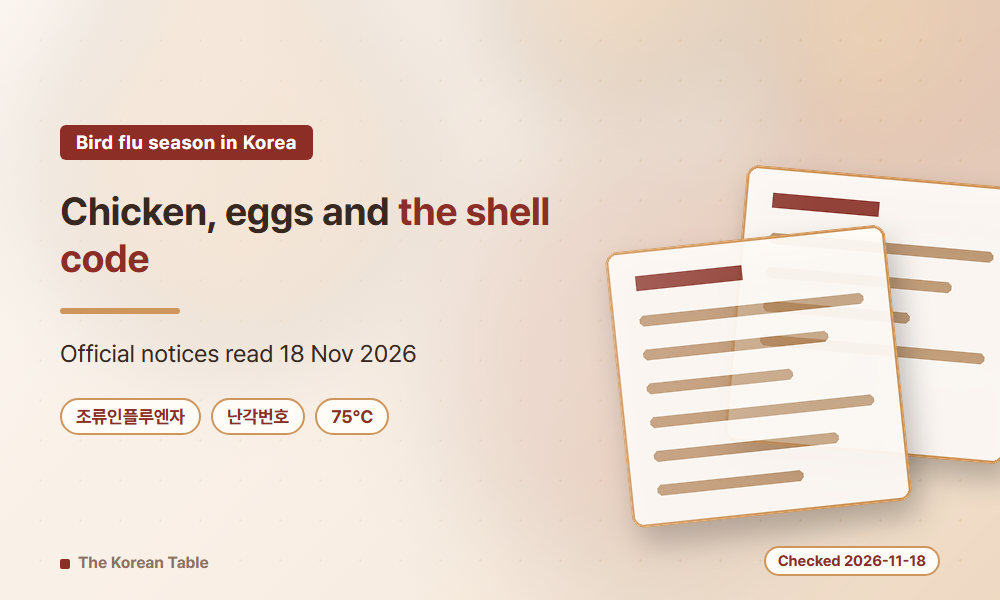 Bird flu season in Korea
Chicken, eggs and the shell
code
Official notices read 18 Nov 2026
조류인플루엔자
난각번호
75°C
The Korean Table
Checked 2026-11-18